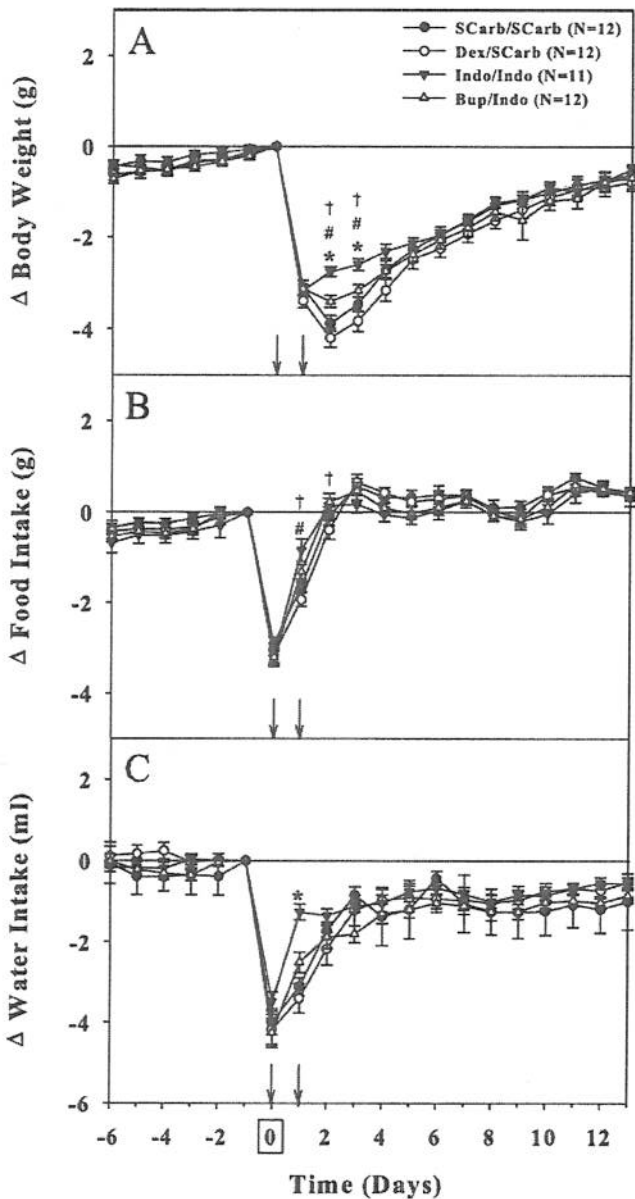 A
SCarb/SCarb (N=12)
Dex/SCarb (N=12)
Indo/Indo (N=11)
Bup/Indo (N=12)
Δ Body Weight (g)
2
0
-2
-4
† †
# #
* *
B
Δ Food Intake (g)
2
0
-2
-4
† †
#
C
Δ Water Intake (ml)
2
0
-2
-4
-6
*
-6 -4 -2 0 2 4 6 8 10 12
Time (Days)